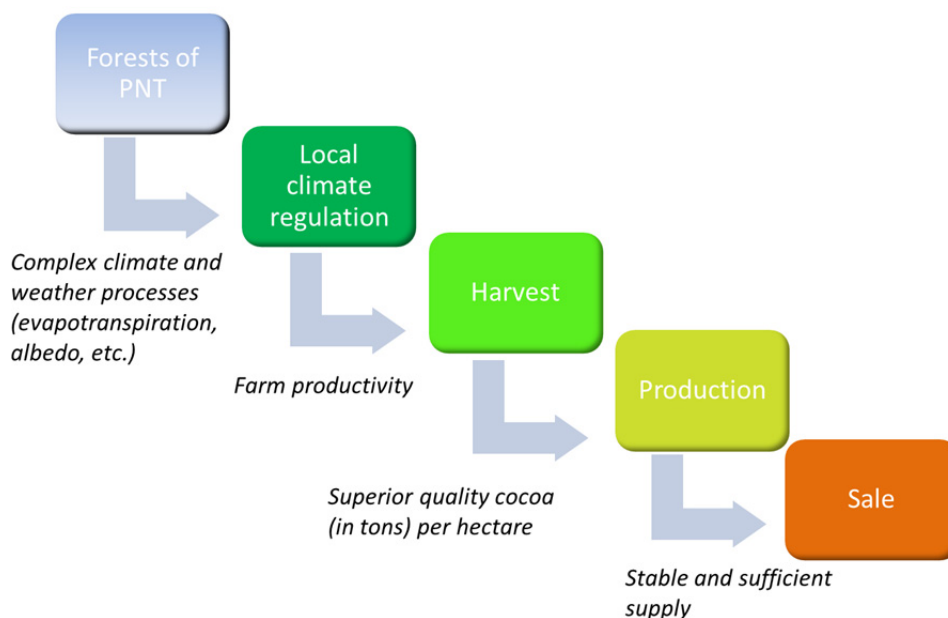 Forests of
PNT
Local
climate
regulation
Complex climate and
weather processes
(evapotranspiration,
albedo, etc.)
Harvest
Farm productivity
Production
Superior quality cocoa
(in tons) per hectare
Sale
Stable and sufficient
supply